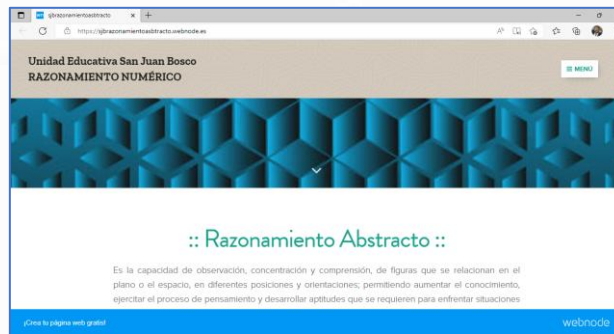 sjbrazonamientoasbtracto
https://sjbrazonamientoasbtracto.webnode.es
Unidad Educativa San Juan Bosco
RAZONAMIENTO NUMÉRICO
MENÚ
:: Razonamiento Abstracto ::
Es la capacidad de observación, concentración y comprensión, de figuras que se relacionan en el
plano o el espacio, en diferentes posiciones y orientaciones; permitiendo aumentar el conocimiento,
ejercitar el proceso de pensamiento y desarrollar aptitudes que se requieren para enfrentar situaciones
¡Crea tu página web gratis!
webnode